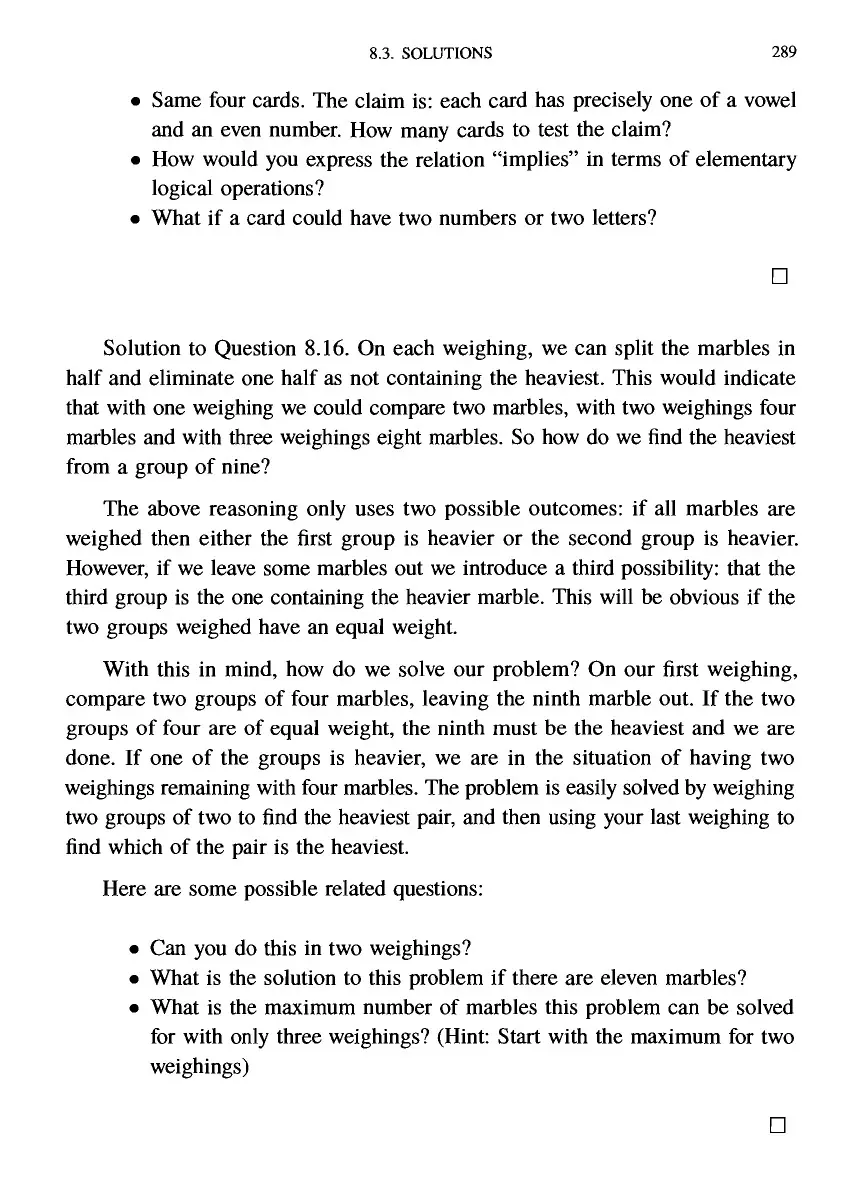 8.3. SOLUTIONS 289
• Same four cards. The claim is: each card has precisely one of a vowel
and an even number. How many cards to test the claim?
• How would you express the relation “implies” in terms of elementary
logical operations?
• What if a card could have two numbers or two letters?
□
Solution to Question 8.16. On each weighing, we can split the marbles in
half and eliminate one half as not containing the heaviest. This would indicate
that with one weighing we could compare two marbles, with two weighings four
marbles and with three weighings eight marbles. So how do we find the heaviest
from a group of nine?
The above reasoning only uses two possible outcomes: if all marbles are
weighed then either the first group is heavier or the second group is heavier.
However, if we leave some marbles out we introduce a third possibility: that the
third group is the one containing the heavier marble. This will be obvious if the
two groups weighed have an equal weight.
With this in mind, how do we solve our problem? On our first weighing,
compare two groups of four marbles, leaving the ninth marble out. If the two
groups of four are of equal weight, the ninth must be the heaviest and we are
done. If one of the groups is heavier, we are in the situation of having two
weighings remaining with four marbles. The problem is easily solved by weighing
two groups of two to find the heaviest pair, and then using your last weighing to
find which of the pair is the heaviest.
Here are some possible related questions:
• Can you do this in two weighings?
• What is the solution to this problem if there are eleven marbles?
• What is the maximum number of marbles this problem can be solved
for with only three weighings? (Hint: Start with the maximum for two
weighings)
□